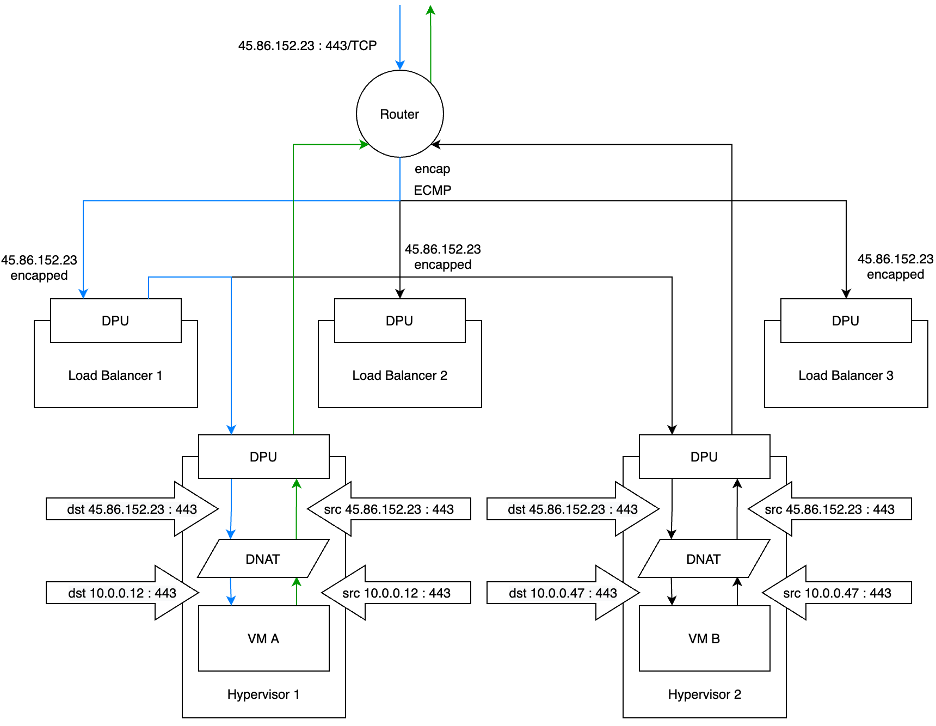 45.86.152.23 : 443/TCP
Router
encap
ECMP
45.86.152.23
encapped
45.86.152.23
encapped
45.86.152.23
encapped
DPU
DPU
DPU
Load Balancer 1
Load Balancer 2
Load Balancer 3
DPU
DPU
dst 45.86.152.23 : 443
src 45.86.152.23 : 443
dst 45.86.152.23 : 443
src 45.86.152.23 : 443
DNAT
DNAT
dst 10.0.0.12 : 443
src 10.0.0.12 : 443
dst 10.0.0.47 : 443
src 10.0.0.47 : 443
VM A
VM B
Hypervisor 1
Hypervisor 2